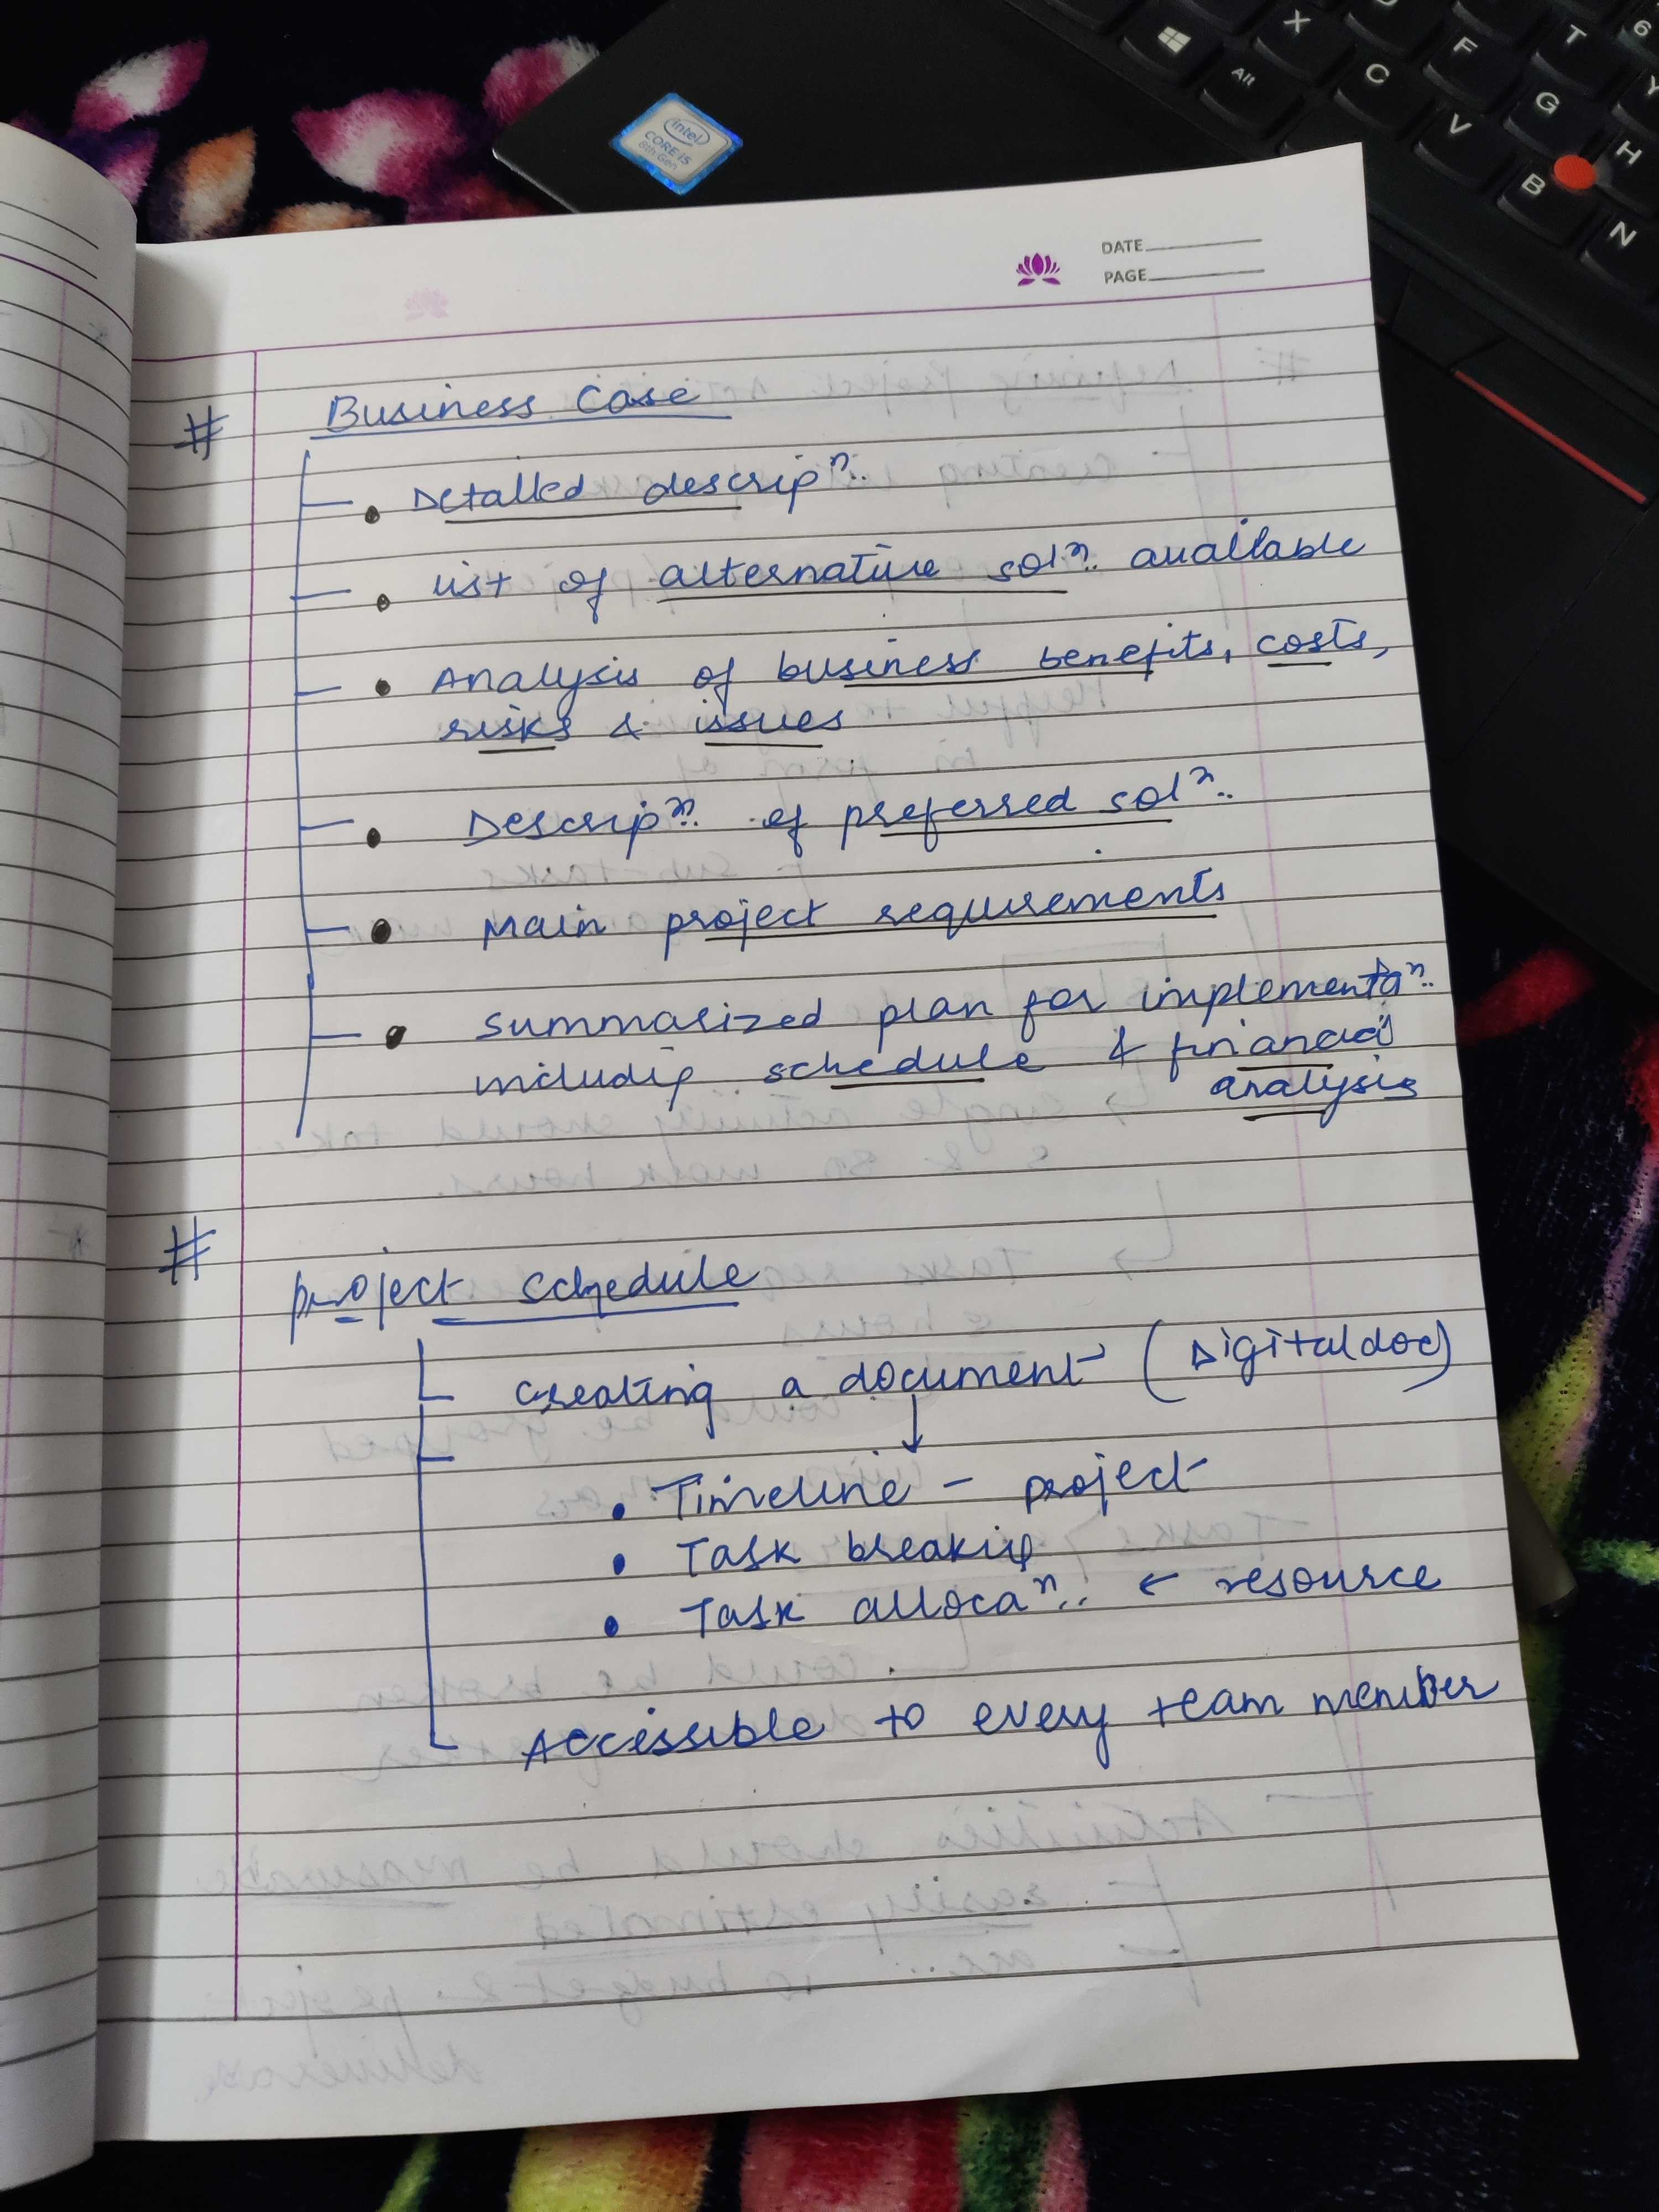 intel
CORE i5
8th Gen
Alt
X
C
V
B
N
F
G
H
T
Y
6
DATE
PAGE
# Business Case
• Detailed descripⁿ..
• List of alternative solⁿ. available
• Analysis of business benefits, costs,
risks & issues
• Descripⁿ. of preferred solⁿ..
• Main project requirements
• Summarized plan for implementaⁿ..
including schedule & financial
analysis
# project schedule
creating a document (Digital doc)
↓
• Timeline - project
• Task breaking
• Task allocaⁿ.. ← resource
Accessible to every team member